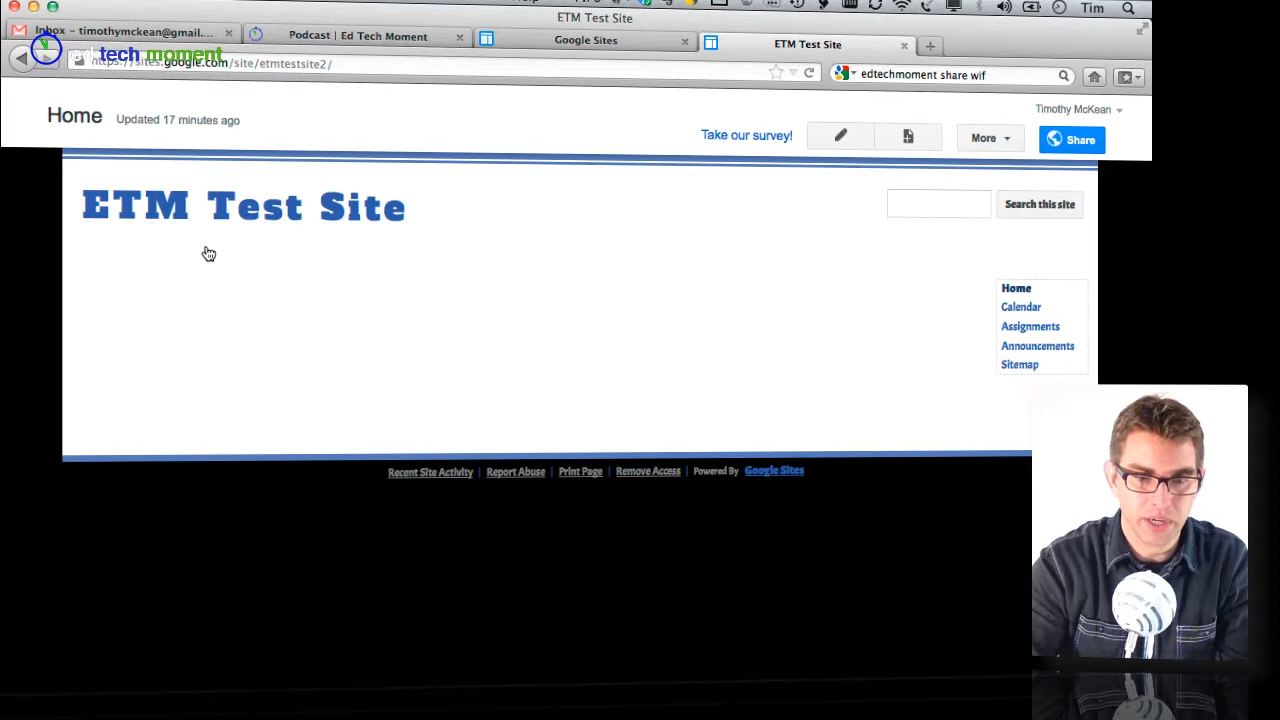 ETM Test Site
Tim
Inbox – timothymckean@gmail....
Podcast | Ed Tech Moment
Google Sites
ETM Test Site
edtech moment
https://sites.google.com/site/etmtestsite2/
edtechmoment share wif
Home Updated 17 minutes ago
Timothy McKean
Take our survey!
More
Share
ETM Test Site
Search this site
Home
Calendar
Assignments
Announcements
Sitemap
Recent Site Activity | Report Abuse | Print Page | Remove Access | Powered By Google Sites